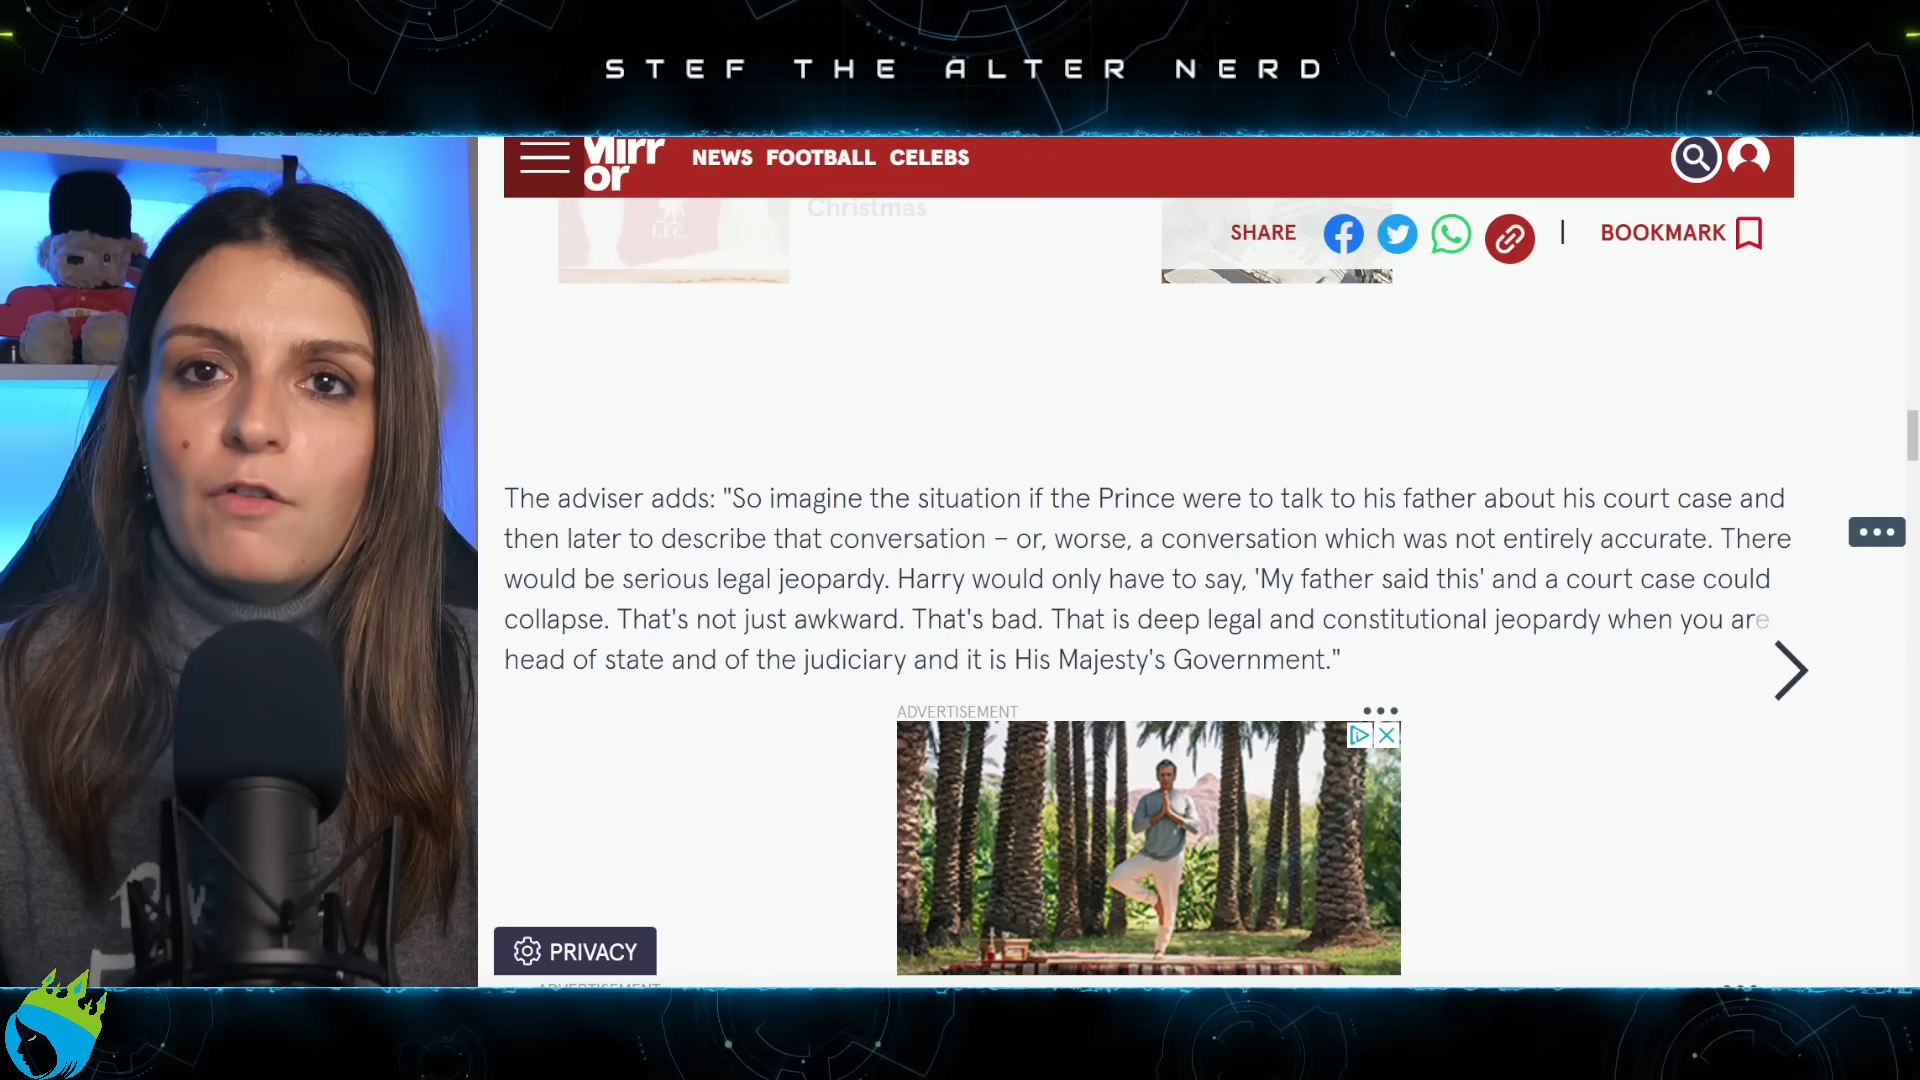 STEF THE ALTER NERD
Mirr
or
NEWS FOOTBALL CELEBS
Christmas
L.F.C.
SHARE
BOOKMARK
The adviser adds: "So imagine the situation if the Prince were to talk to his father about his court case and
then later to describe that conversation – or, worse, a conversation which was not entirely accurate. There
would be serious legal jeopardy. Harry would only have to say, 'My father said this' and a court case could
collapse. That's not just awkward. That's bad. That is deep legal and constitutional jeopardy when you are
head of state and of the judiciary and it is His Majesty's Government."
ADVERTISEMENT
PRIVACY
ADVERTISEMENT